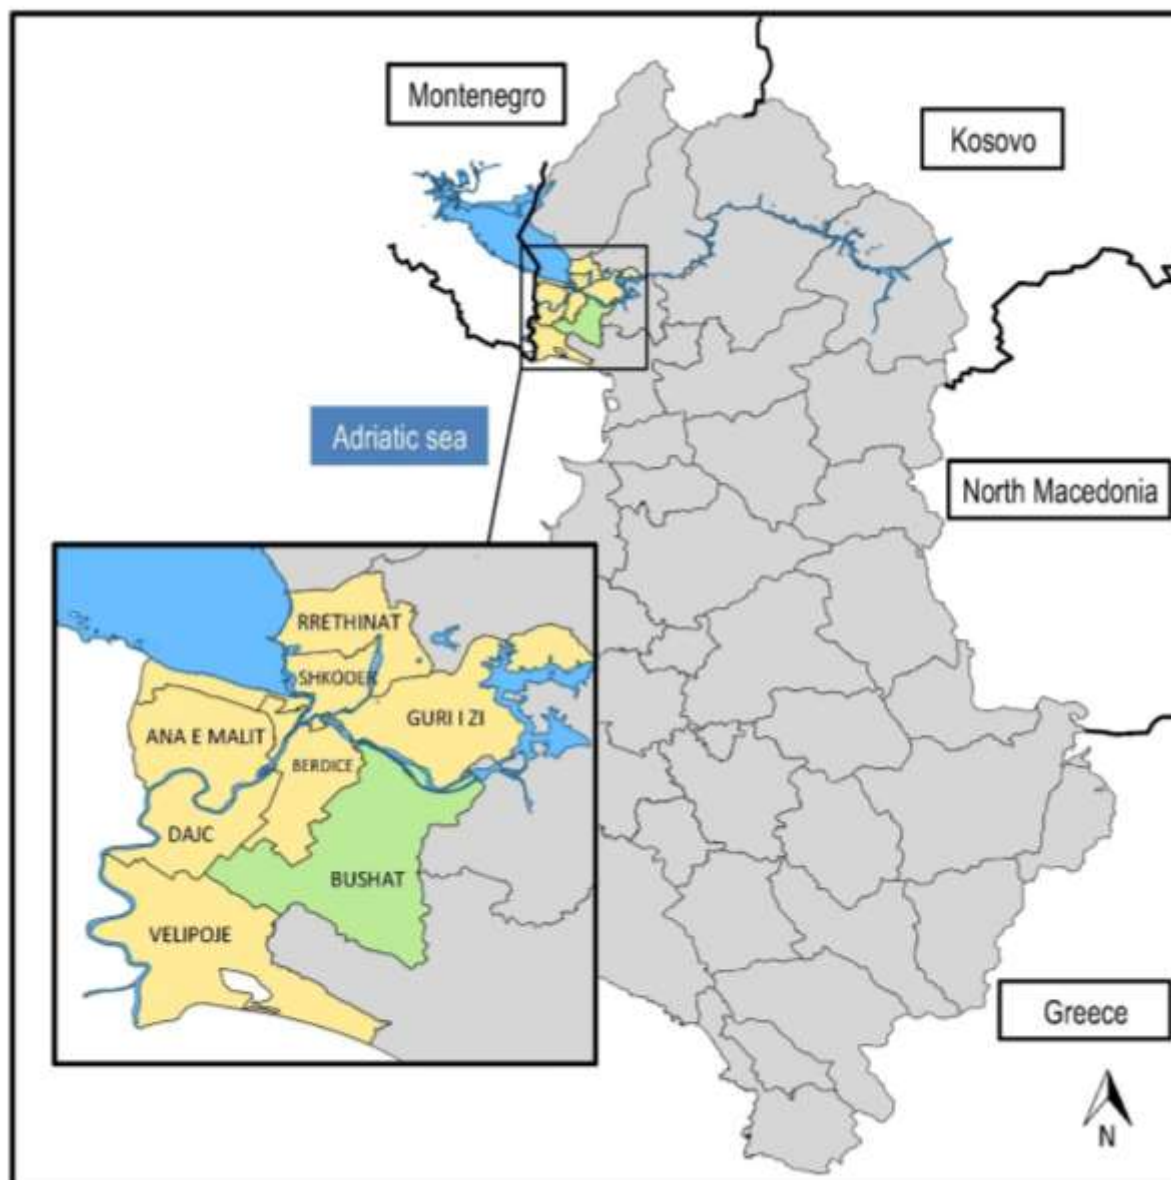 Montenegro
Kosovo
Adriatic sea
North Macedonia
RRETHINAT
SHKODER
GURI I ZI
ANA E MALIT
BERDICE
DAJC
BUSHAT
VELIPOJE
Greece
N